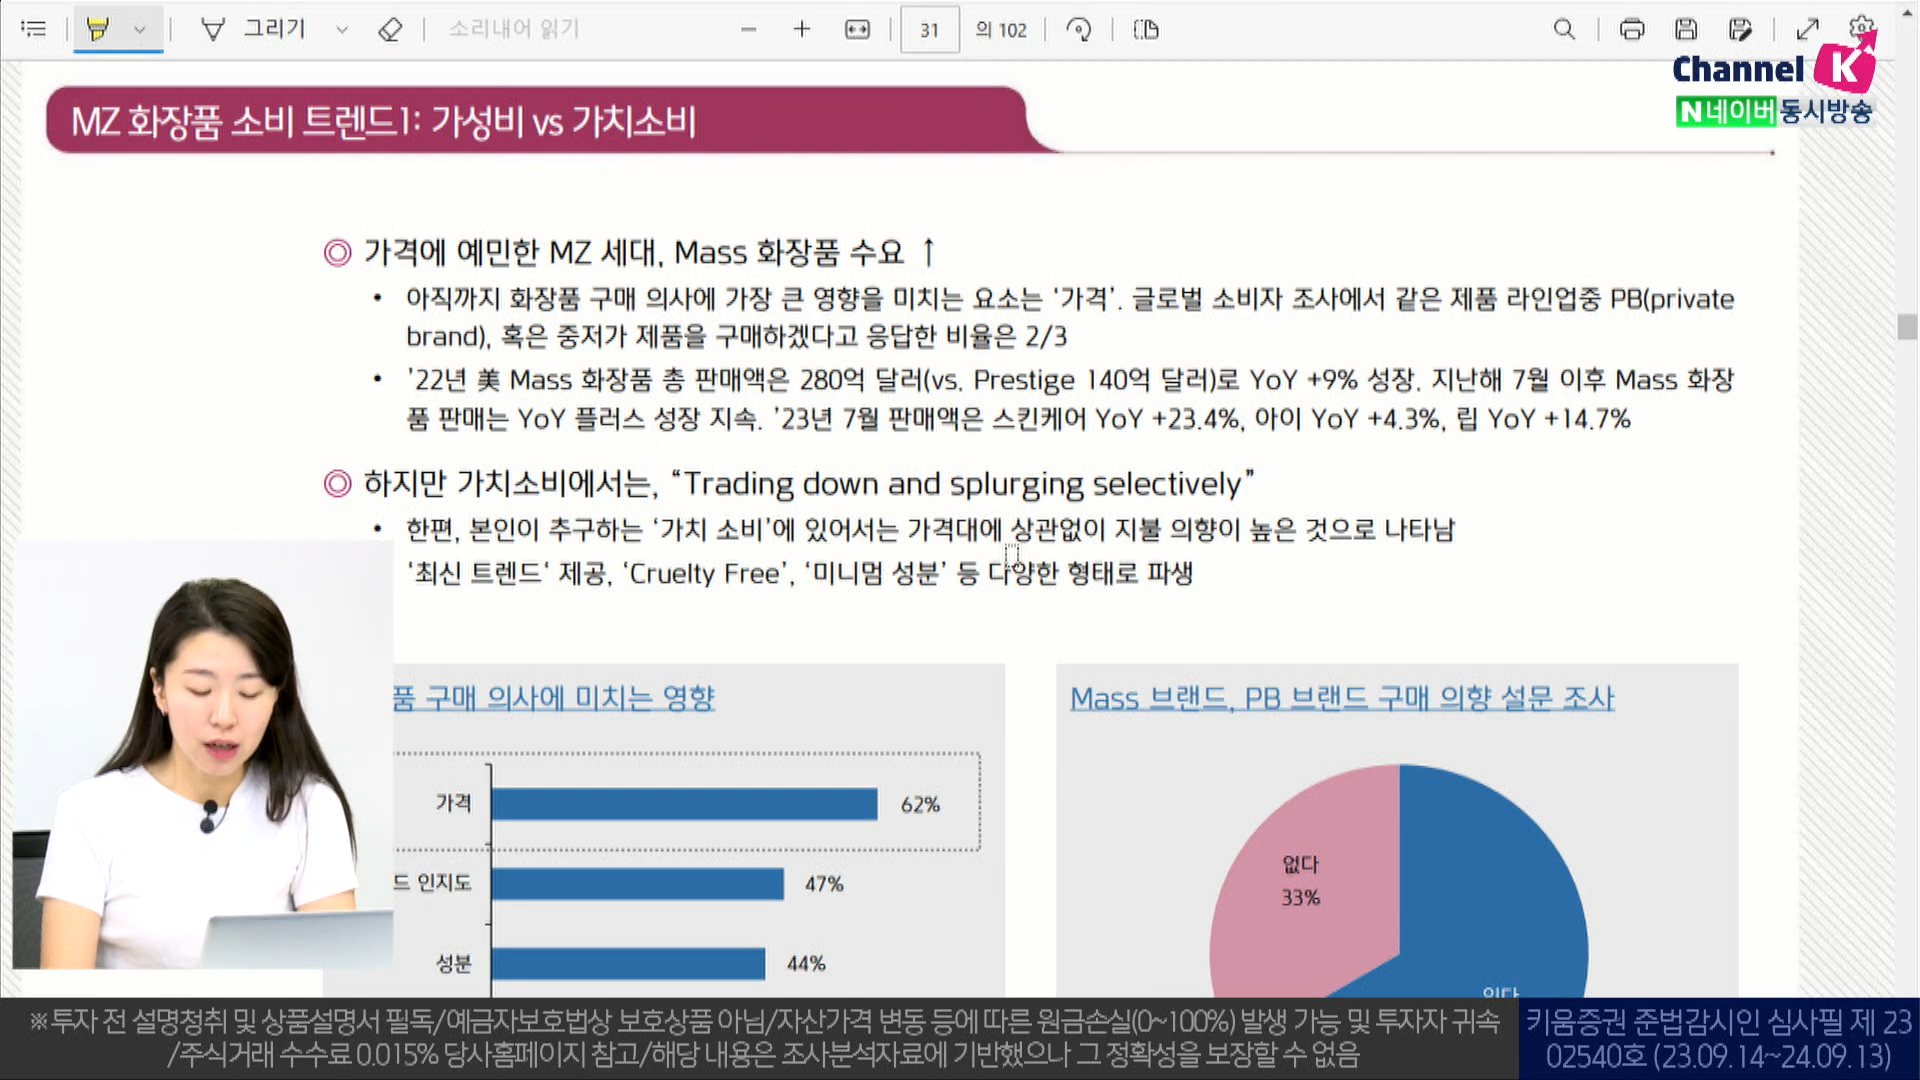 그리기
소리내어 읽기
31
의 102
Channel K
N 네이버 동시방송
MZ 화장품 소비 트렌드1: 가성비 vs 가치소비
◎ 가격에 예민한 MZ 세대, Mass 화장품 수요 ↑
• 아직까지 화장품 구매 의사에 가장 큰 영향을 미치는 요소는 ‘가격’. 글로벌 소비자 조사에서 같은 제품 라인업중 PB(private
brand), 혹은 중저가 제품을 구매하겠다고 응답한 비율은 2/3
• ’22년 美 Mass 화장품 총 판매액은 280억 달러(vs. Prestige 140억 달러)로 YoY +9% 성장. 지난해 7월 이후 Mass 화장
품 판매는 YoY 플러스 성장 지속. ’23년 7월 판매액은 스킨케어 YoY +23.4%, 아이 YoY +4.3%, 립 YoY +14.7%
◎ 하지만 가치소비에서는, “Trading down and splurging selectively”
• 한편, 본인이 추구하는 ‘가치 소비’에 있어서는 가격대에 상관없이 지불 의향이 높은 것으로 나타남
‘최신 트렌드‘ 제공, ‘Cruelty Free’, ‘미니멈 성분’ 등 다양한 형태로 파생
품 구매 의사에 미치는 영향
가격
62%
드 인지도
47%
성분
44%
Mass 브랜드, PB 브랜드 구매 의향 설문 조사
없다
33%
※투자 전 설명청취 및 상품설명서 필독/예금자보호법상 보호상품 아님/자산가격 변동 등에 따른 원금손실(0~100%) 발생 가능 및 투자자 귀속
/주식거래 수수료 0.015% 당사홈페이지 참고/해당 내용은 조사분석자료에 기반했으나 그 정확성을 보장할 수 없음
키움증권 준법감시인 심사필 제 23
02540호 (23.09.14~24.09.13)